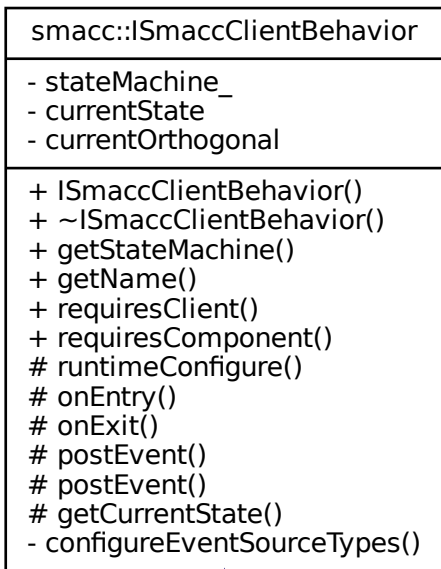 smacc::ISmaccClientBehavior
- stateMachine_
- currentState
- currentOrthogonal
+ ISmaccClientBehavior()
+ ~ISmaccClientBehavior()
+ getStateMachine()
+ getName()
+ requiresClient()
+ requiresComponent()
# runtimeConfigure()
# onEntry()
# onExit()
# postEvent()
# postEvent()
# getCurrentState()
- configureEventSourceTypes()